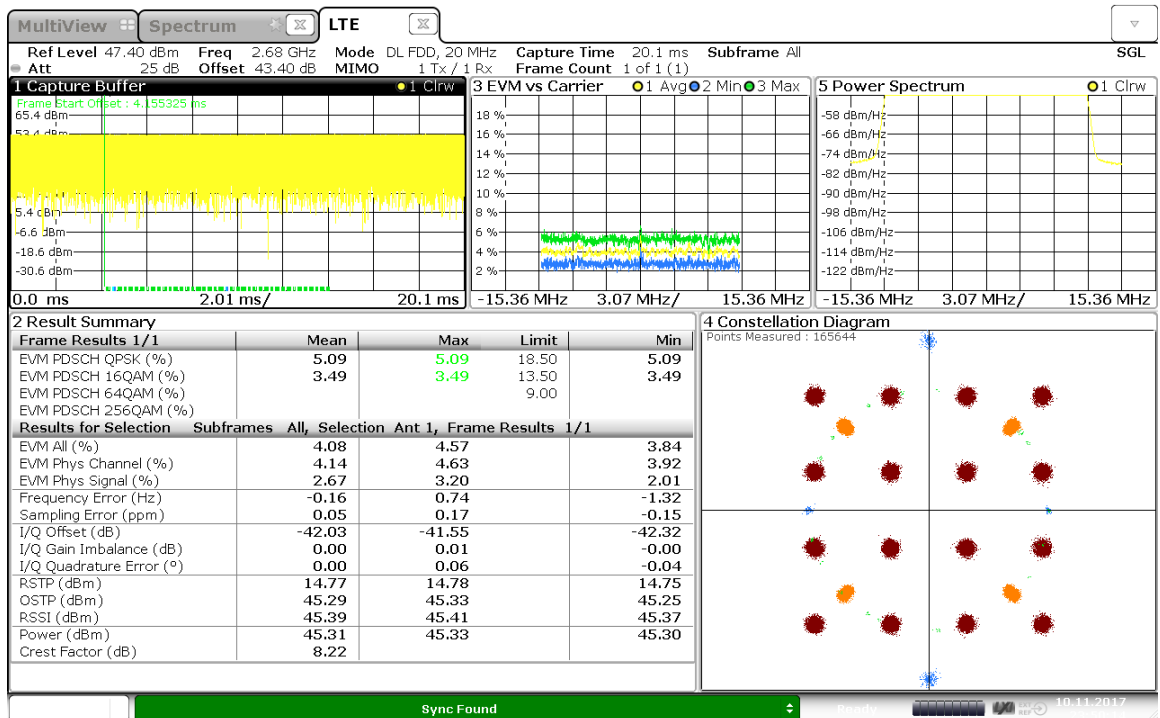 MultiView Spectrum LTE
Ref Level 47.40 dBm Freq 2.68 GHz Mode DL FDD, 20 MHz Capture Time 20.1 ms Subframe All SGL
Att 25 dB Offset 43.40 dB MIMO 1 Tx / 1 Rx Frame Count 1 of 1 (1)
1 Capture Buffer 1 Clrw
Frame Start Offset : 4.155325 ms
65.4 dBm
53.4 dBm
5.4 dBm
-6.6 dBm
-18.6 dBm
-30.6 dBm
0.0 ms 2.01 ms/ 20.1 ms
3 EVM vs Carrier 1 Avg 2 Min 3 Max
18 %
16 %
14 %
12 %
10 %
8 %
6 %
4 %
2 %
-15.36 MHz 3.07 MHz/ 15.36 MHz
5 Power Spectrum 1 Clrw
-58 dBm/Hz
-66 dBm/Hz
-74 dBm/Hz
-82 dBm/Hz
-90 dBm/Hz
-98 dBm/Hz
-106 dBm/Hz
-114 dBm/Hz
-122 dBm/Hz
-15.36 MHz 3.07 MHz/ 15.36 MHz
2 Result Summary
Frame Results 1/1 Mean Max Limit Min
EVM PDSCH QPSK (%) 5.09 5.09 18.50 5.09
EVM PDSCH 16QAM (%) 3.49 3.49 13.50 3.49
EVM PDSCH 64QAM (%) 9.00
EVM PDSCH 256QAM (%)
Results for Selection Subframes All, Selection Ant 1, Frame Results 1/1
EVM All (%) 4.08 4.57 3.84
EVM Phys Channel (%) 4.14 4.63 3.92
EVM Phys Signal (%) 2.67 3.20 2.01
Frequency Error (Hz) -0.16 0.74 -1.32
Sampling Error (ppm) 0.05 0.17 -0.15
I/Q Offset (dB) -42.03 -41.55 -42.32
I/Q Gain Imbalance (dB) 0.00 0.01 -0.00
I/Q Quadrature Error (º) 0.00 0.06 -0.04
RSTP (dBm) 14.77 14.78 14.75
OSTP (dBm) 45.29 45.33 45.25
RSSI (dBm) 45.39 45.41 45.37
Power (dBm) 45.31 45.33 45.30
Crest Factor (dB) 8.22
4 Constellation Diagram
Points Measured : 165644
Sync Found
Ready
EXT
REF
10.11.2017